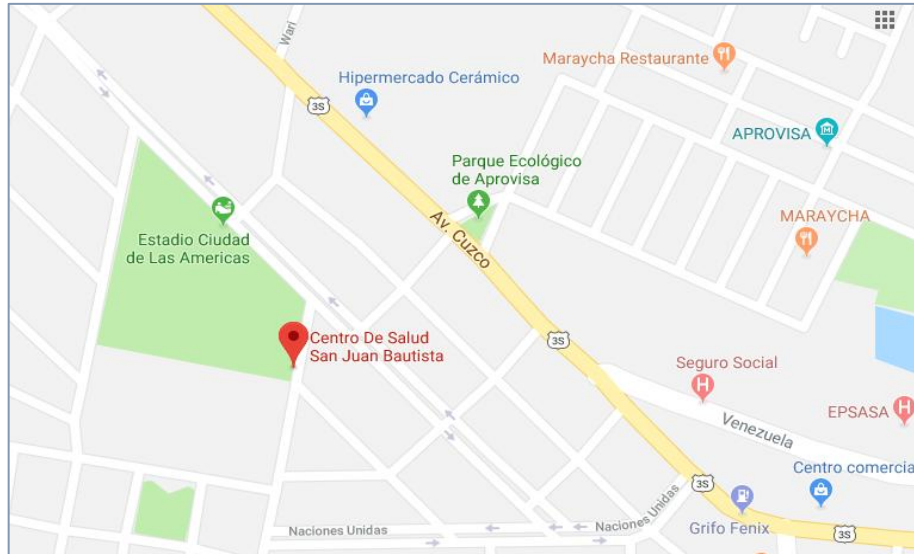 Wari
3S
Hipermercado Cerámico
Maraycha Restaurante
APROVISA
Parque Ecológico
de Aprovisa
MARAYCHA
Av. Cuzco
Estadio Ciudad
de Las Americas
Centro De Salud
San Juan Bautista
3S
Seguro Social
EPSASA
Venezuela
Centro comercia
3S
Grifo Fenix
Naciones Unidas
Naciones Unidas
3S